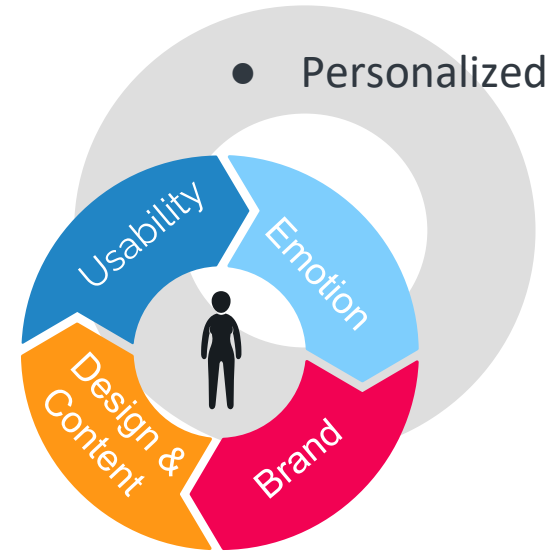 ● Personalized
Usability
Emotion
Design &
Content
Brand